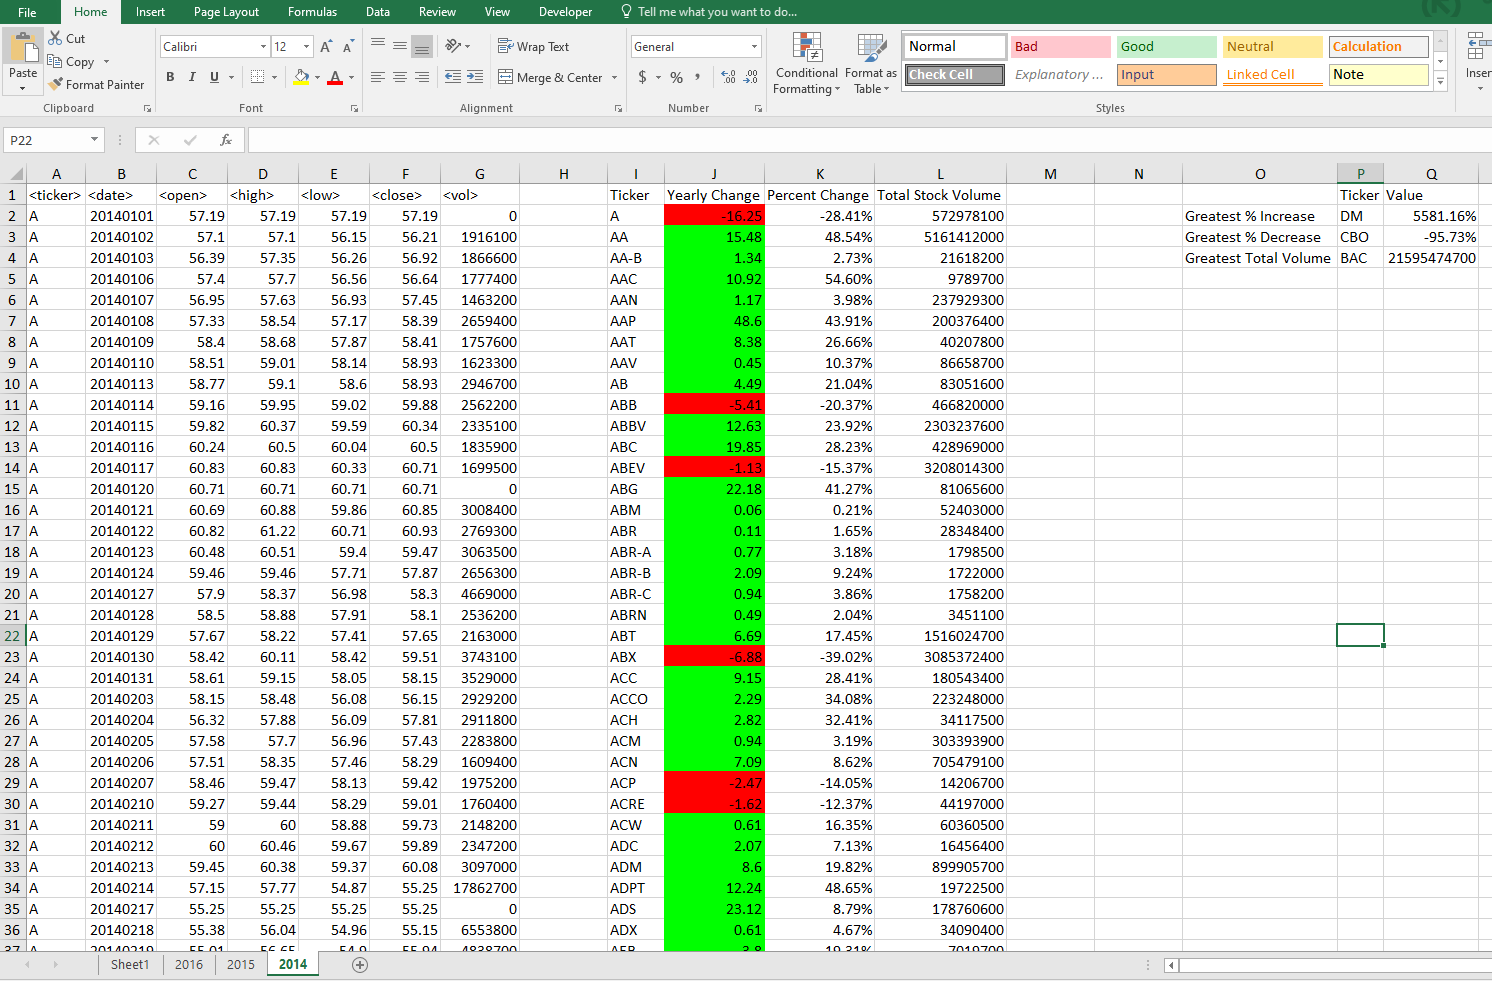 File Home Insert Page Layout Formulas Data Review View Developer Tell me what you want to do...
Paste
Cut
Copy
Format Painter
Clipboard
Calibri 12
B I U
Font
Wrap Text
Merge & Center
Alignment
General
$ % ,
Number
Conditional Formatting
Format as Table
Normal Bad Good Neutral Calculation
Check Cell Explanatory ... Input Linked Cell Note
Styles
Inser
P22 fx
A B C D E F G H I J K L M N O P Q
1 <ticker> <date> <open> <high> <low> <close> <vol> Ticker Yearly Change Percent Change Total Stock Volume Ticker Value
2 A 20140101 57.19 57.19 57.19 57.19 0 A -16.25 -28.41% 572978100 Greatest % Increase DM 5581.16%
3 A 20140102 57.1 57.1 56.15 56.21 1916100 AA 15.48 48.54% 5161412000 Greatest % Decrease CBO -95.73%
4 A 20140103 56.39 57.35 56.26 56.92 1866600 AA-B 1.34 2.73% 21618200 Greatest Total Volume BAC 21595474700
5 A 20140106 57.4 57.7 56.56 56.64 1777400 AAC 10.92 54.60% 9789700
6 A 20140107 56.95 57.63 56.93 57.45 1463200 AAN 1.17 3.98% 237929300
7 A 20140108 57.33 58.54 57.17 58.39 2659400 AAP 48.6 43.91% 200376400
8 A 20140109 58.4 58.68 57.87 58.41 1757600 AAT 8.38 26.66% 40207800
9 A 20140110 58.51 59.01 58.14 58.93 1623300 AAV 0.45 10.37% 86658700
10 A 20140113 58.77 59.1 58.6 58.93 2946700 AB 4.49 21.04% 83051600
11 A 20140114 59.16 59.95 59.02 59.88 2562200 ABB -5.41 -20.37% 466820000
12 A 20140115 59.82 60.37 59.59 60.34 2335100 ABBV 12.63 23.92% 2303237600
13 A 20140116 60.24 60.5 60.04 60.5 1835900 ABC 19.85 28.23% 428969000
14 A 20140117 60.83 60.83 60.33 60.71 1699500 ABEV -1.13 -15.37% 3208014300
15 A 20140120 60.71 60.71 60.71 60.71 0 ABG 22.18 41.27% 81065600
16 A 20140121 60.69 60.88 59.86 60.85 3008400 ABM 0.06 0.21% 52403000
17 A 20140122 60.82 61.22 60.71 60.93 2769300 ABR 0.11 1.65% 28348400
18 A 20140123 60.48 60.51 59.4 59.47 3063500 ABR-A 0.77 3.18% 1798500
19 A 20140124 59.46 59.46 57.71 57.87 2656300 ABR-B 2.09 9.24% 1722000
20 A 20140127 57.9 58.37 56.98 58.3 4669000 ABR-C 0.94 3.86% 1758200
21 A 20140128 58.5 58.88 57.91 58.1 2536200 ABRN 0.49 2.04% 3451100
22 A 20140129 57.67 58.22 57.41 57.65 2163000 ABT 6.69 17.45% 1516024700
23 A 20140130 58.42 60.11 58.42 59.51 3743100 ABX -6.88 -39.02% 3085372400
24 A 20140131 58.61 59.15 58.05 58.15 3529000 ACC 9.15 28.41% 180543400
25 A 20140203 58.15 58.48 56.08 56.15 2929200 ACCO 2.29 34.08% 223248000
26 A 20140204 56.32 57.88 56.09 57.81 2911800 ACH 2.82 32.41% 34117500
27 A 20140205 57.58 57.7 56.96 57.43 2283800 ACM 0.94 3.19% 303393900
28 A 20140206 57.51 58.35 57.46 58.29 1609400 ACN 7.09 8.62% 705479100
29 A 20140207 58.46 59.47 58.13 59.42 1975200 ACP -2.47 -14.05% 14206700
30 A 20140210 59.27 59.44 58.29 59.01 1760400 ACRE -1.62 -12.37% 44197000
31 A 20140211 59 60 58.88 59.73 2148200 ACW 0.61 16.35% 60360500
32 A 20140212 60 60.46 59.67 59.89 2347200 ADC 2.07 7.13% 16456400
33 A 20140213 59.45 60.38 59.37 60.08 3097000 ADM 8.6 19.82% 899905700
34 A 20140214 57.15 57.77 54.87 55.25 17862700 ADPT 12.24 48.65% 19722500
35 A 20140217 55.25 55.25 55.25 55.25 0 ADS 23.12 8.79% 178760600
36 A 20140218 55.38 56.04 54.96 55.15 6553800 ADX 0.61 4.67% 34090400
Sheet1 2016 2015 2014